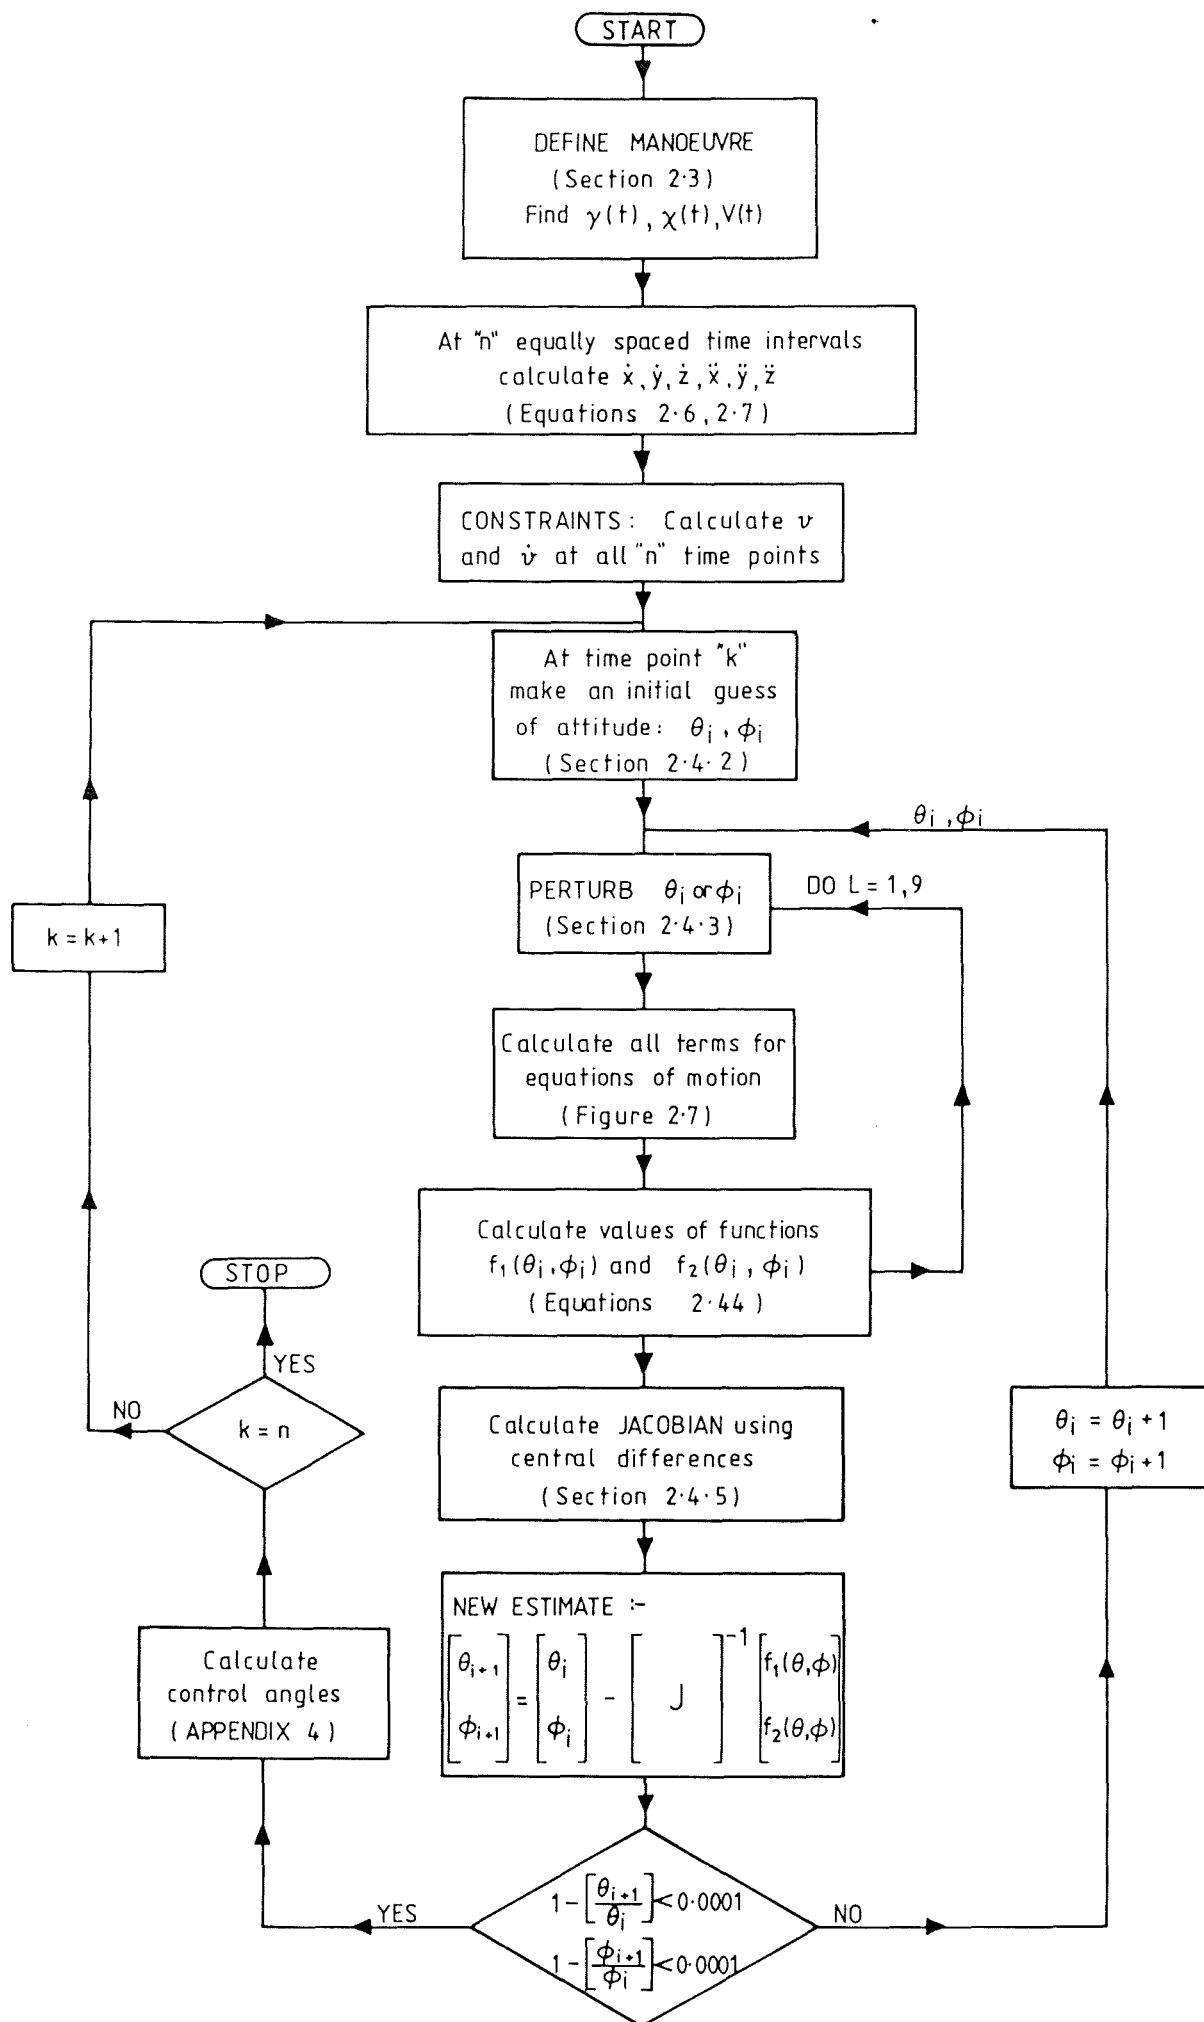 START
DEFINE MANOEUVRE
(Section 2·3)
Find γ(t), χ(t), V(t)
At "n" equally spaced time intervals
calculate ẋ, ẏ, ż, ẍ, ÿ, z̈
(Equations 2·6, 2·7)
CONSTRAINTS: Calculate v
and v̇ at all "n" time points
At time point "k"
make an initial guess
of attitude: θi, ϕi
(Section 2·4·2)
θi, ϕi
PERTURB θi or ϕi
(Section 2·4·3)
DO L = 1,9
k = k+1
Calculate all terms for
equations of motion
(Figure 2·7)
Calculate values of functions
f1(θi, ϕi) and f2(θi, ϕi)
(Equations 2·44)
STOP
YES
NO
k = n
Calculate JACOBIAN using
central differences
(Section 2·4·5)
θi = θi+1
ϕi = ϕi+1
NEW ESTIMATE :-
[θi+1] = [θi] - [J]-1 [f1(θ,ϕ)]
[ϕi+1] [ϕi] [f2(θ,ϕ)]
Calculate
control angles
(APPENDIX 4)
1-[θi+1/θi]<0·0001
YES
NO
1-[ϕi+1/ϕi]<0·0001